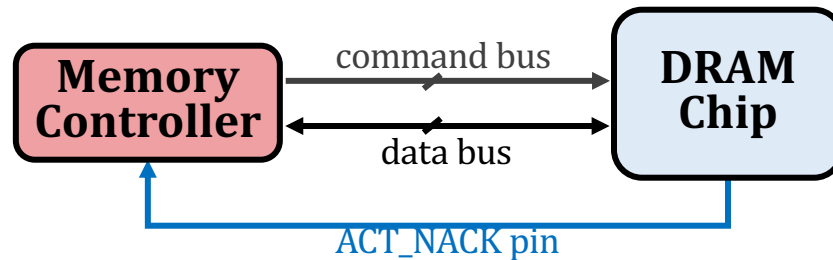 Memory
Controller
command bus
data bus
DRAM
Chip
ACT_NACK pin